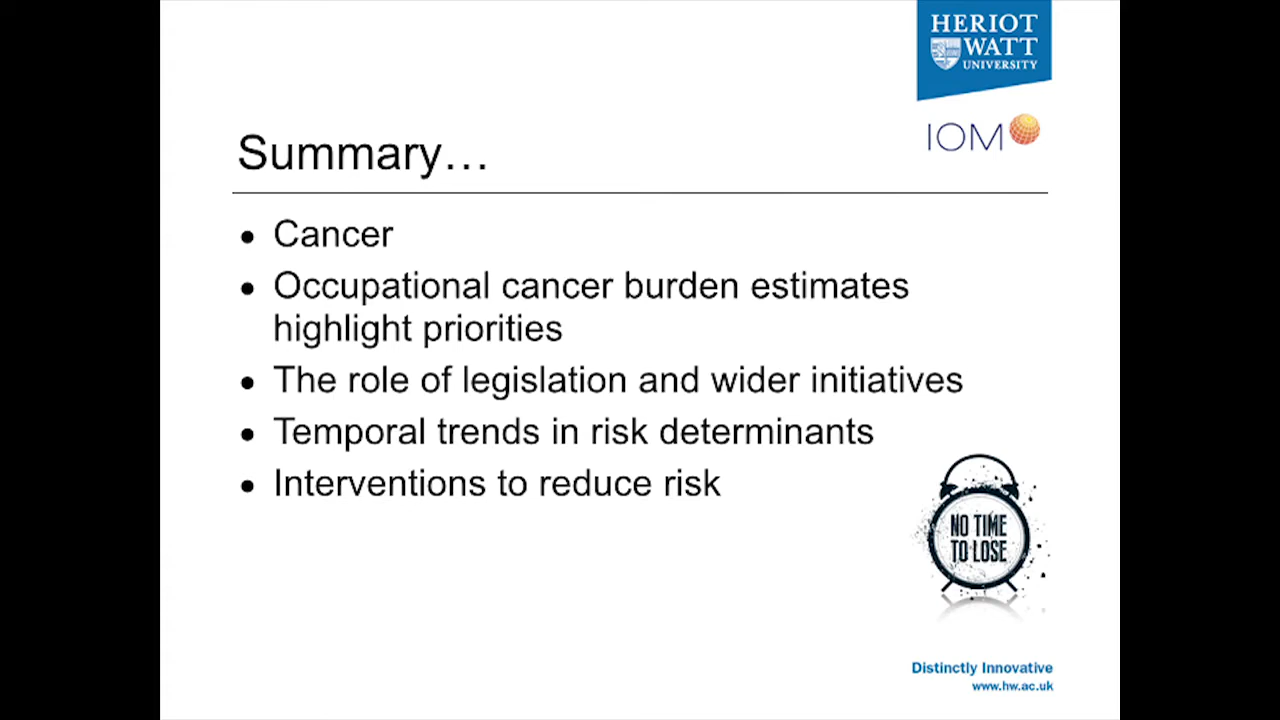 HERIOT
WATT
UNIVERSITY
IOM
Summary…
• Cancer
• Occupational cancer burden estimates
highlight priorities
• The role of legislation and wider initiatives
• Temporal trends in risk determinants
• Interventions to reduce risk
NO TIME
TO LOSE
Distinctly Innovative
www.hw.ac.uk